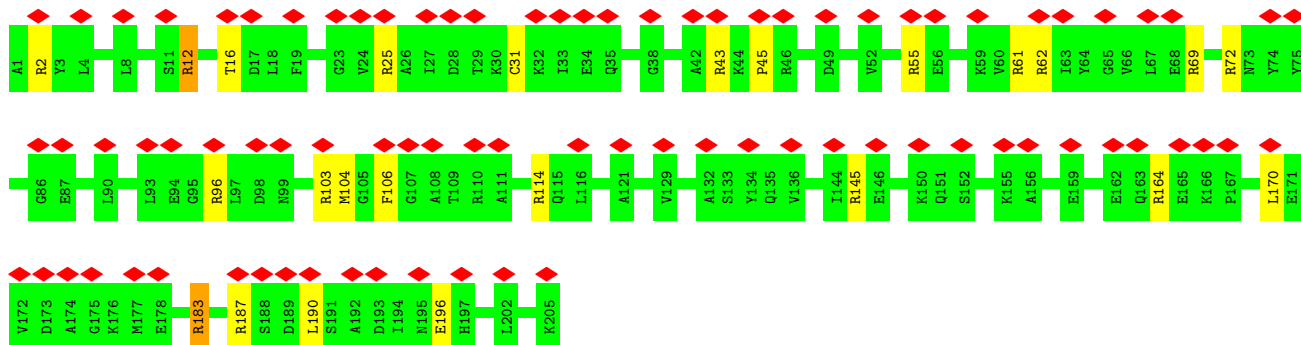 A1 R2 Y3 L4 L8 S11 R12 T16 D17 L18 F19 G23 V24 R25 A26 I27 D28 T29 K30 C31 K32 I33 E34 Q35 G38 A42 R43 K44 P45 R46 D49 V52 R55 E56 K59 V60 R61 R62 I63 Y64 G65 V66 L67 E68 R69 R72 N73 Y74 Y75
G86 E87 L90 L93 E94 G95 R96 L97 D98 N99 R103 M104 G105 F106 G107 A108 T109 R110 A111 R114 Q115 L116 A121 V129 A132 S133 Y134 Q135 V136 I144 R145 E146 K150 Q151 S152 K155 A156 E159 E162 Q163 R164 E165 K166 P167 L170 E171
V172 D173 A174 G175 K176 M177 E178 R183 R187 S188 D189 L190 S191 A192 D193 I194 N195 E196 H197 L202 K205